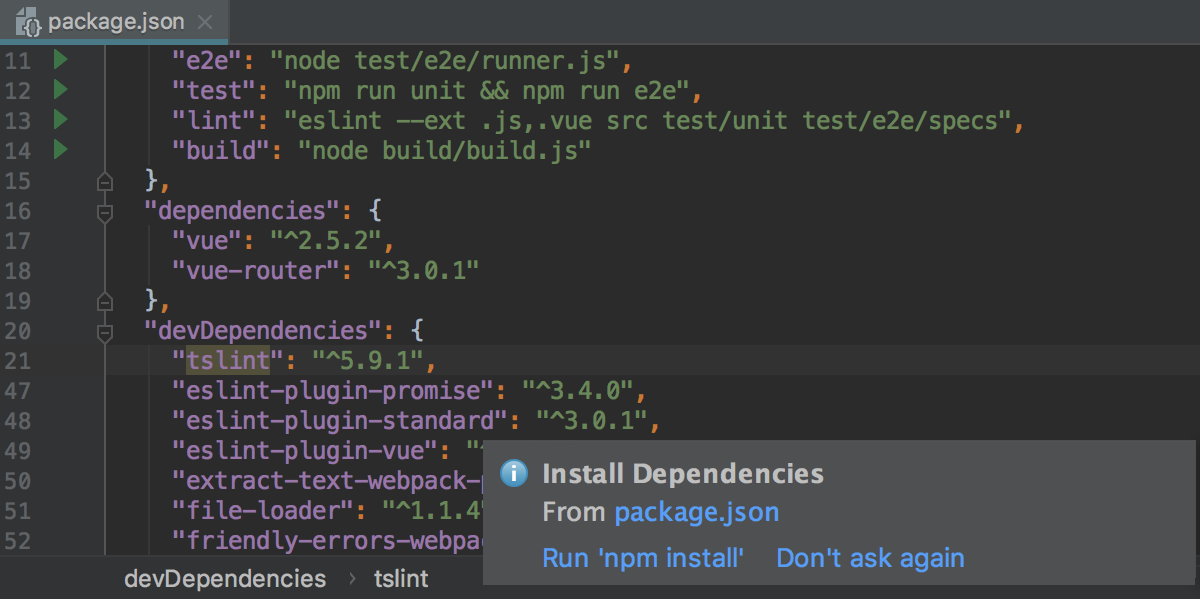 package.json
11 "e2e": "node test/e2e/runner.js",
12 "test": "npm run unit && npm run e2e",
13 "lint": "eslint --ext .js,.vue src test/unit test/e2e/specs",
14 "build": "node build/build.js"
15 },
16 "dependencies": {
17 "vue": "^2.5.2",
18 "vue-router": "^3.0.1"
19 },
20 "devDependencies": {
21 "tslint": "^5.9.1",
47 "eslint-plugin-promise": "^3.4.0",
48 "eslint-plugin-standard": "^3.0.1",
49 "eslint-plugin-vue": "^
50 "extract-text-webpack-
51 "file-loader": "^1.1.4"
52 "friendly-errors-webpa
Install Dependencies
From package.json
Run 'npm install' Don't ask again
devDependencies › tslint